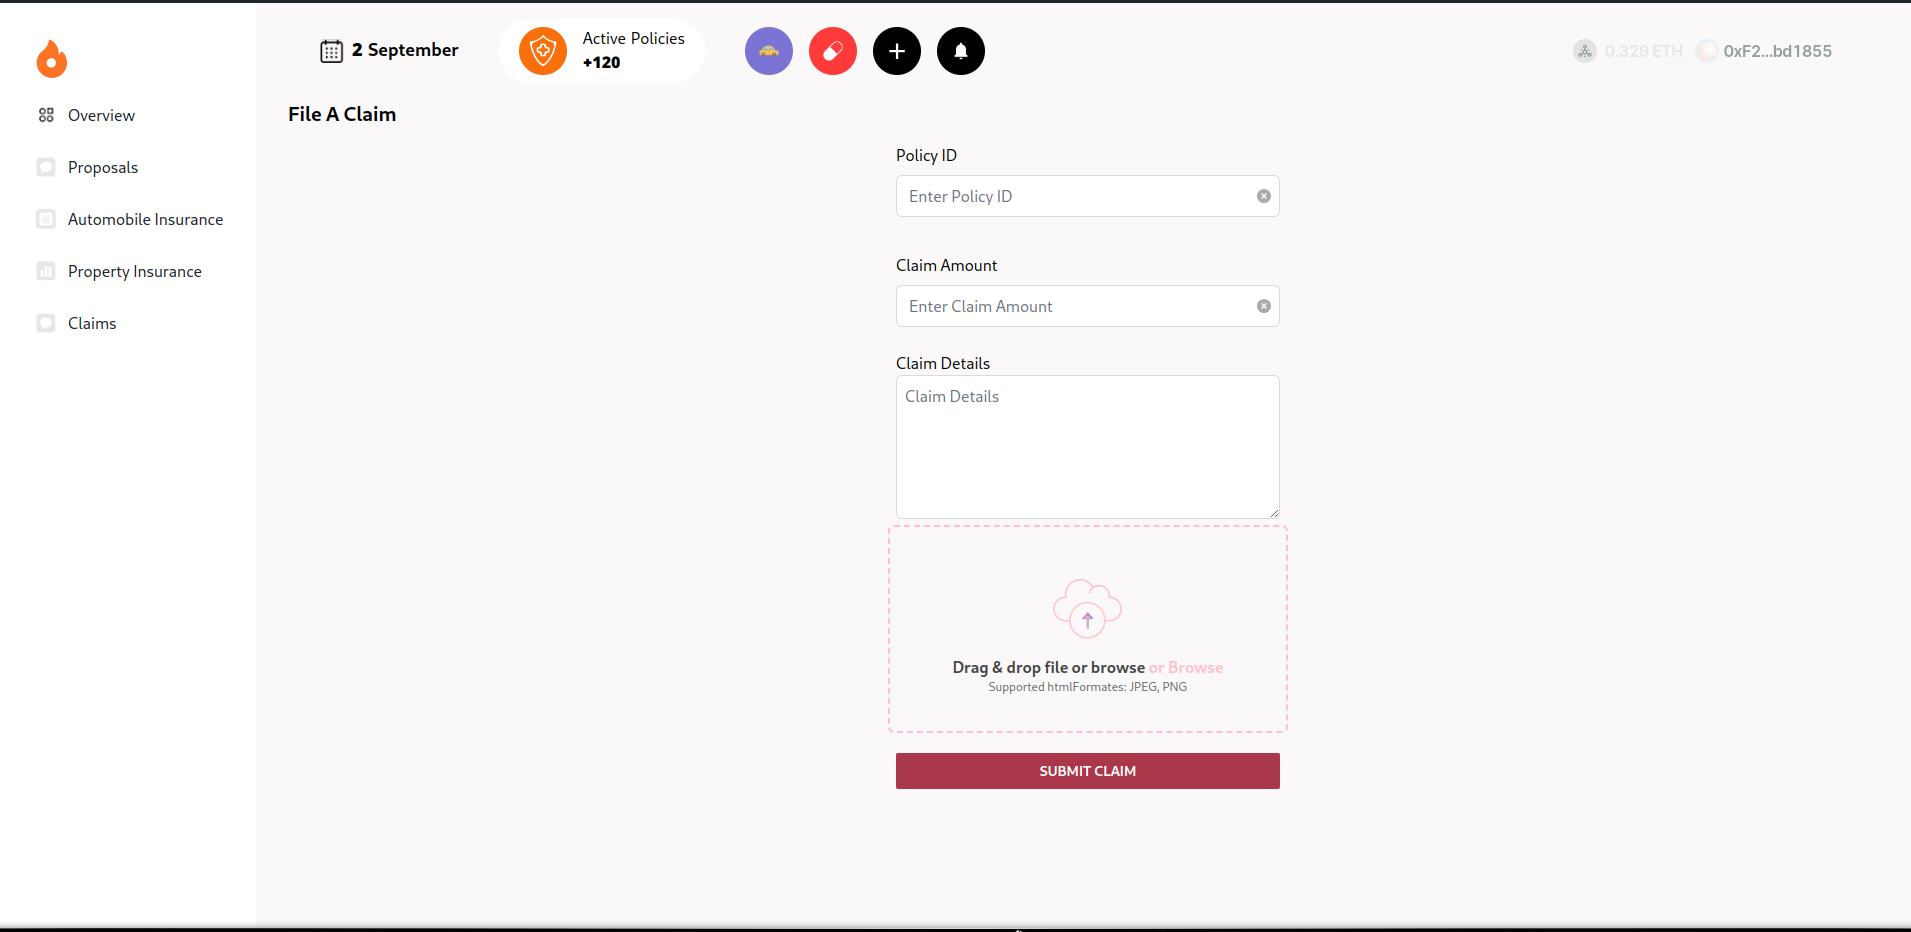 2 September
Active Policies
+120
0.329 ETH
0xF2...bd1855
Overview
Proposals
Automobile Insurance
Property Insurance
Claims
File A Claim
Policy ID
Enter Policy ID
Claim Amount
Enter Claim Amount
Claim Details
Claim Details
Drag & drop file or browse or Browse
Supported htmlFormates: JPEG, PNG
SUBMIT CLAIM